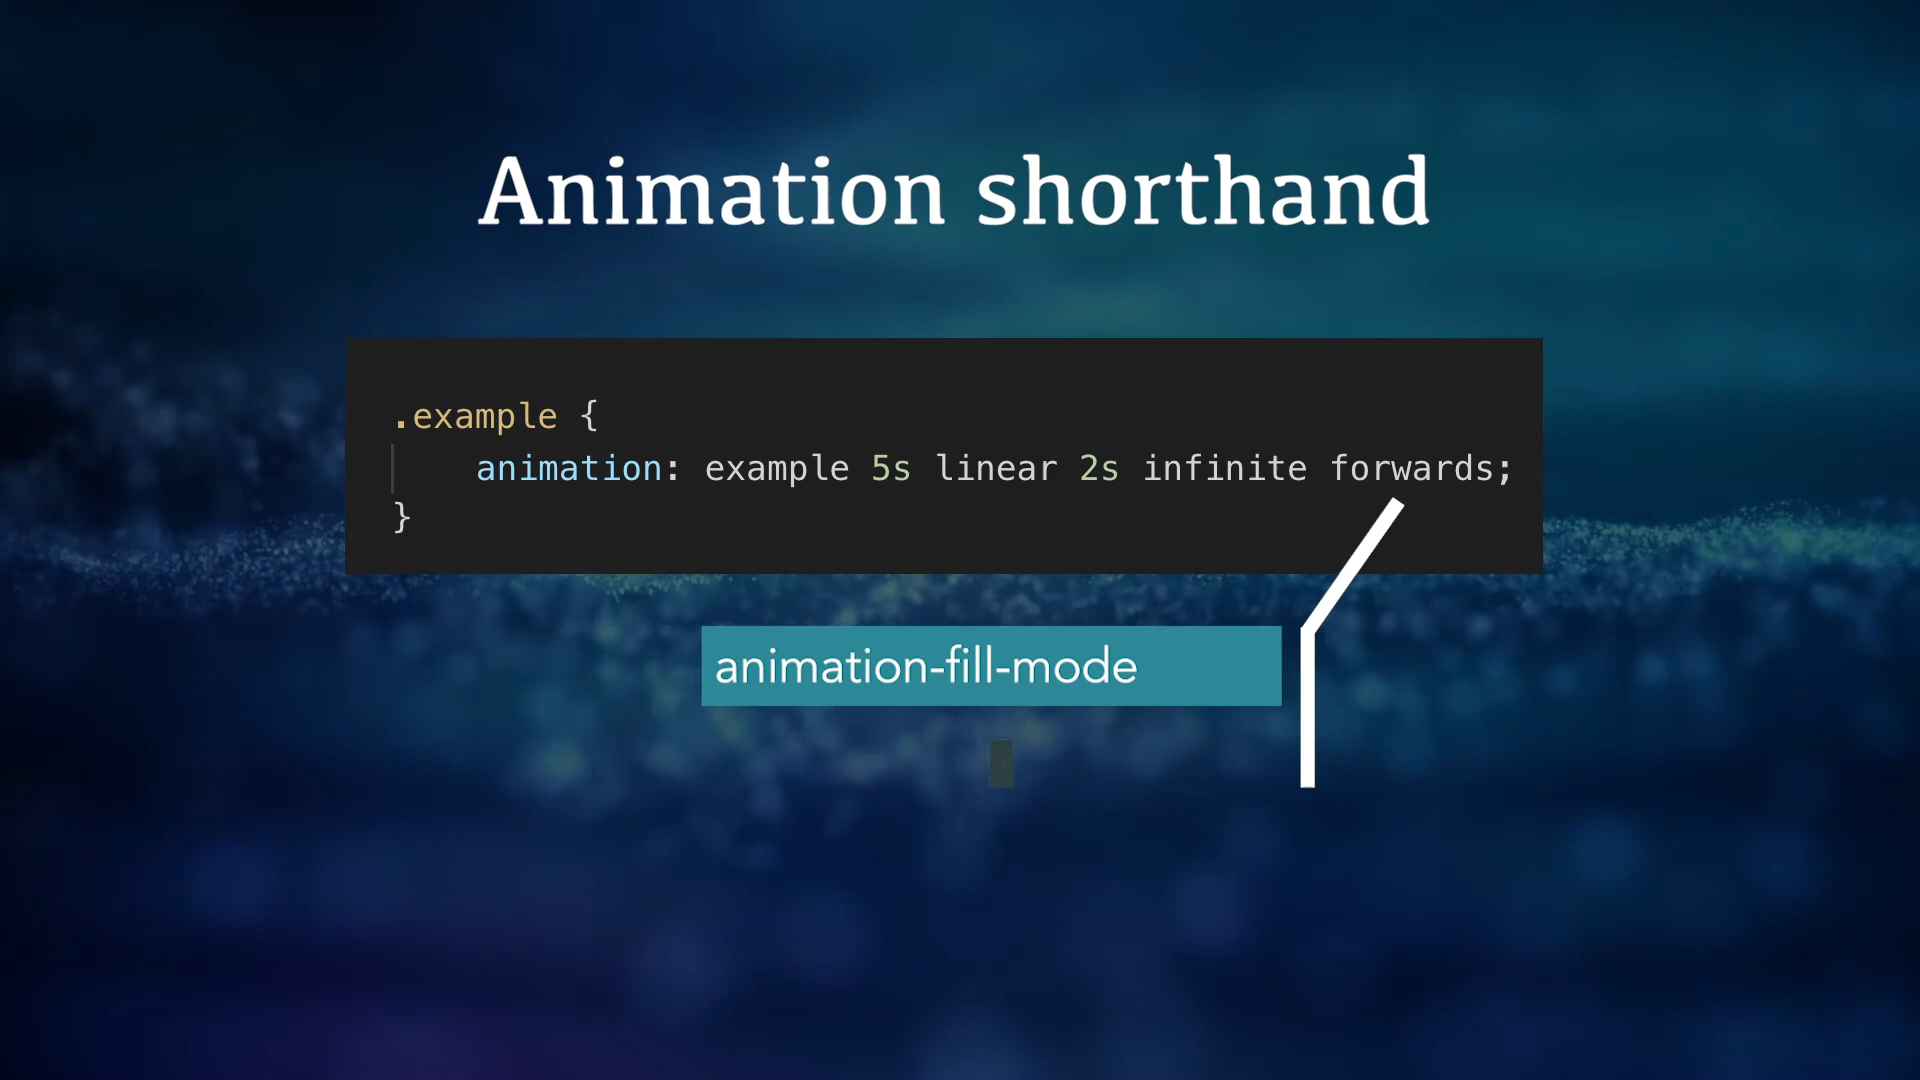 Animation shorthand
.example {
animation: example 5s linear 2s infinite forwards;
}
animation-fill-mode